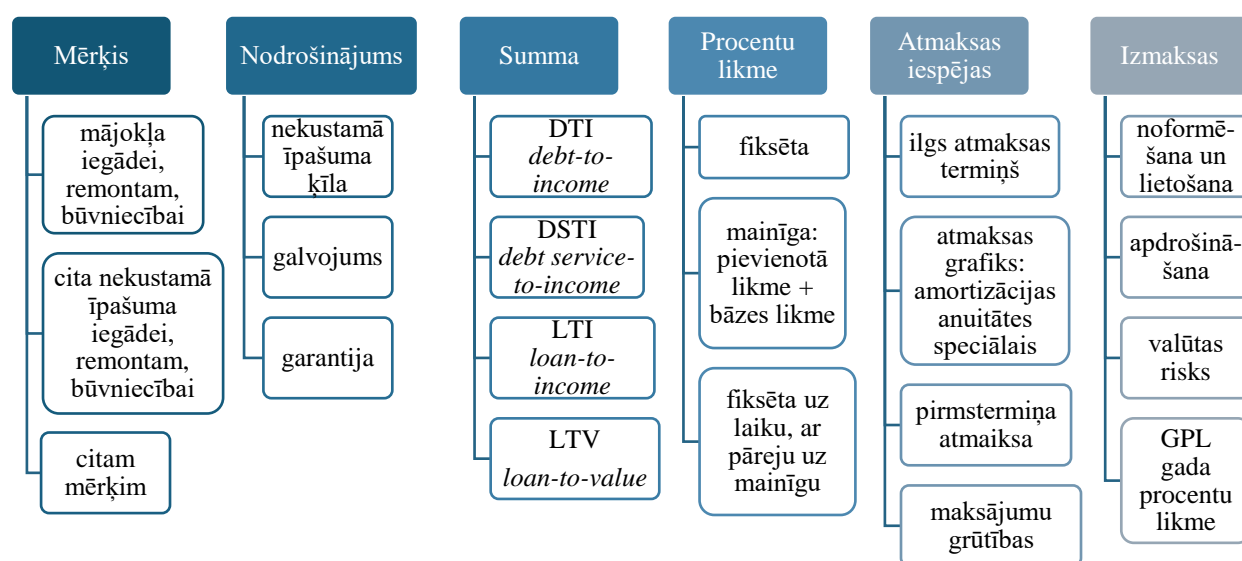 Mērķis
mājokļa
iegādei,
remontam,
būvniecībai
cita nekustamā
īpašuma
iegādei,
remontam,
būvniecībai
citam
mērķim
Nodrošinājums
nekustamā
īpašuma
ķīla
galvojums
garantija
Summa
DTI
debt-to-
income
DSTI
debt service-
to-income
LTI
loan-to-
income
LTV
loan-to-value
Procentu
likme
fiksēta
mainīga:
pievienotā
likme +
bāzes likme
fiksēta uz
laiku, ar
pāreju uz
mainīgu
Atmaksas
iespējas
ilgs atmaksas
termiņš
atmaksas
grafiks:
amortizācijas
anuitātes
speciālais
pirmstermiņa
atmaiksa
maksājumu
grūtības
Izmaksas
noformē-
šana un
lietošana
apdrošinā-
šana
valūtas
risks
GPL
gada
procentu
likme